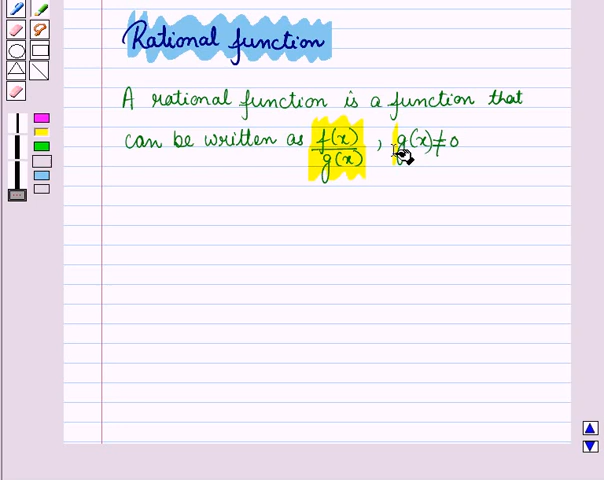 Rational function
A rational function is a function that
can be written as f(x)/g(x) , g(x)≠0